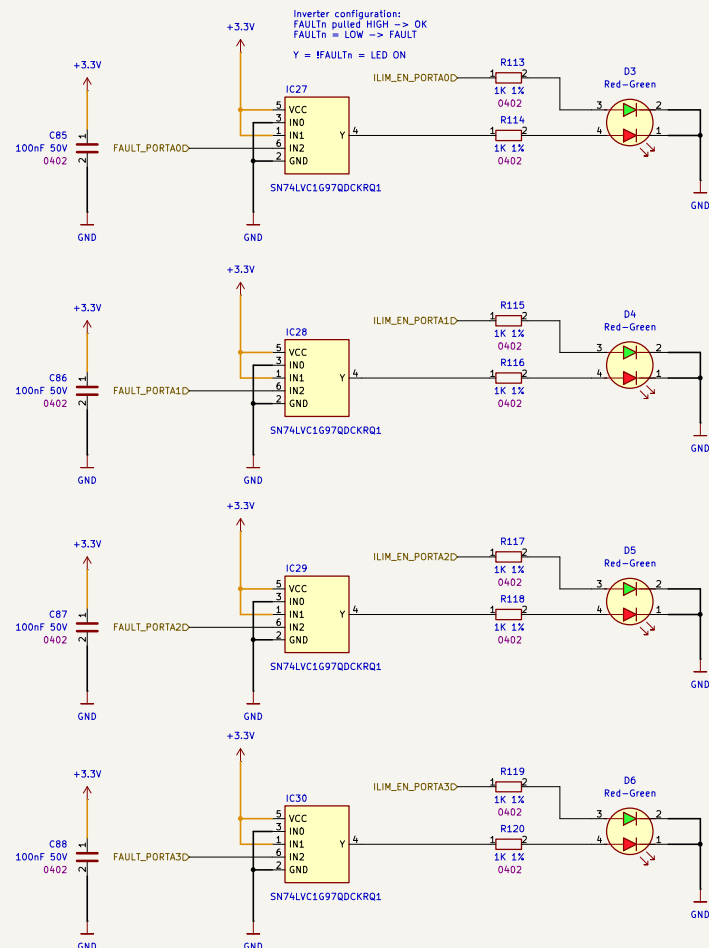 Inverter configuration:
FAULTn pulled HIGH -> OK
FAULTn = LOW -> FAULT
Y = !FAULTn = LED ON
+3.3V
+3.3V
C85
100nF 50V
0402
1
2
GND
FAULT_PORTA0
IC27
5 VCC
3 IN0
1 IN1
6 IN2
2 GND
Y 4
SN74LVC1G97QDCKRQ1
GND
ILIM_EN_PORTA0
R113
1 2
1K 1%
0402
R114
1 2
1K 1%
0402
D3
Red-Green
3 2
4 1
GND
+3.3V
+3.3V
C86
100nF 50V
0402
1
2
GND
FAULT_PORTA1
IC28
5 VCC
3 IN0
1 IN1
6 IN2
2 GND
Y 4
SN74LVC1G97QDCKRQ1
GND
ILIM_EN_PORTA1
R115
1 2
1K 1%
0402
R116
1 2
1K 1%
0402
D4
Red-Green
3 2
4 1
GND
+3.3V
+3.3V
C87
100nF 50V
0402
1
2
GND
FAULT_PORTA2
IC29
5 VCC
3 IN0
1 IN1
6 IN2
2 GND
Y 4
SN74LVC1G97QDCKRQ1
GND
ILIM_EN_PORTA2
R117
1 2
1K 1%
0402
R118
1 2
1K 1%
0402
D5
Red-Green
3 2
4 1
GND
+3.3V
+3.3V
C88
100nF 50V
0402
1
2
GND
FAULT_PORTA3
IC30
5 VCC
3 IN0
1 IN1
6 IN2
2 GND
Y 4
SN74LVC1G97QDCKRQ1
GND
ILIM_EN_PORTA3
R119
1 2
1K 1%
0402
R120
1 2
1K 1%
0402
D6
Red-Green
3 2
4 1
GND